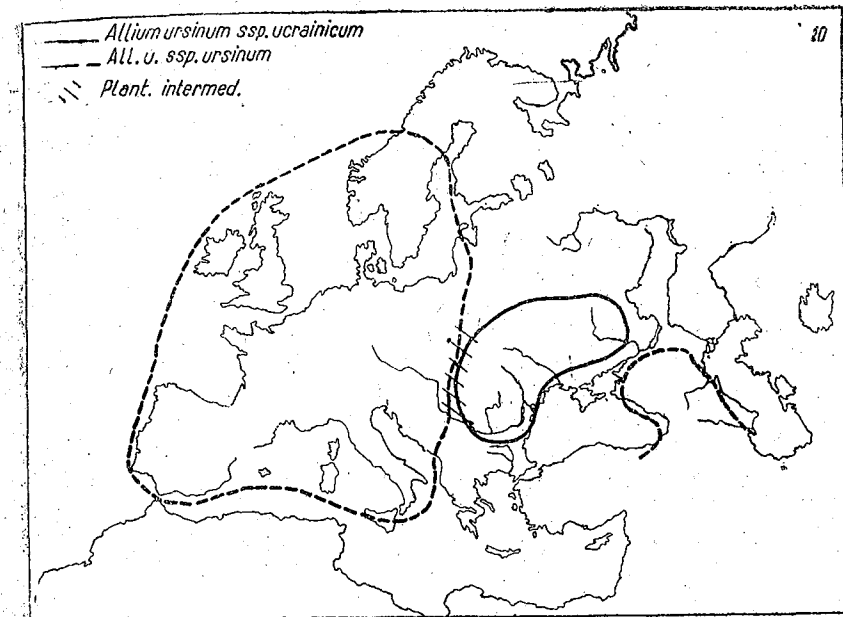 Allium ursinum ssp. ucrainicum
All. u. ssp. ursinum
Plant. intermed.
10